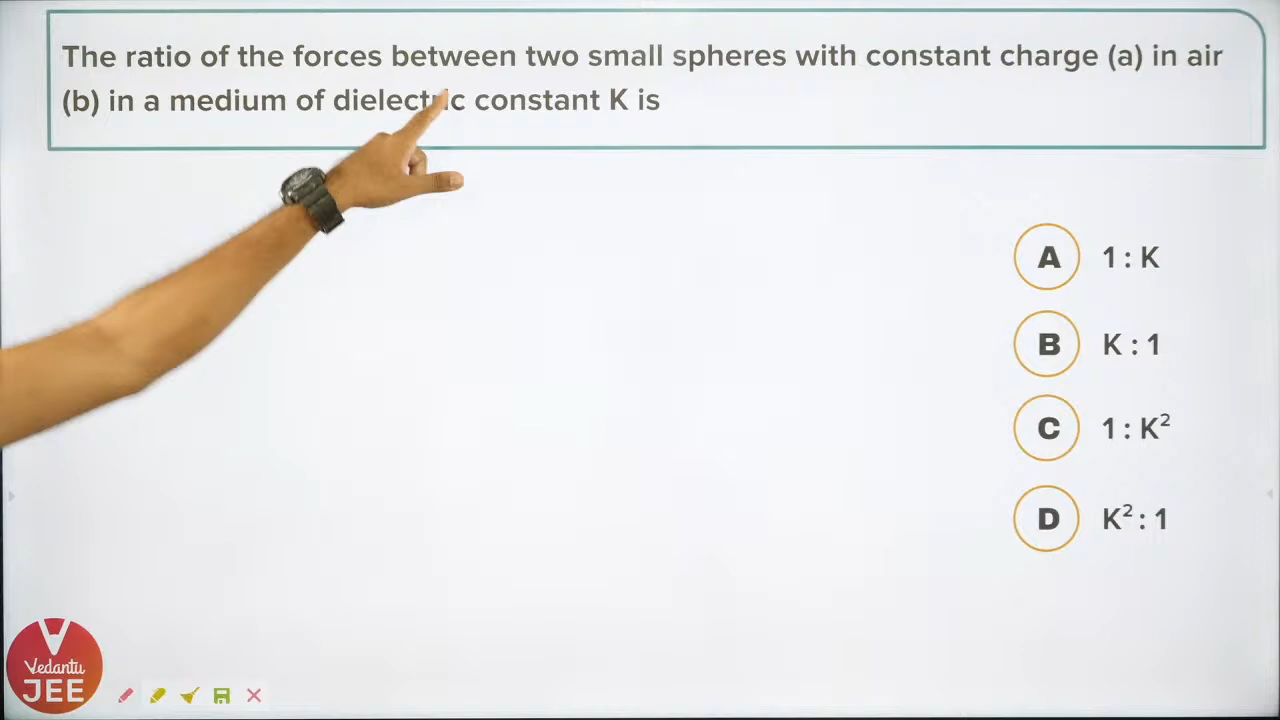 The ratio of the forces between two small spheres with constant charge (a) in air
(b) in a medium of dielectric constant K is
A 1 : K
B K : 1
C 1 : K²
D K² : 1
Vedantu
JEE